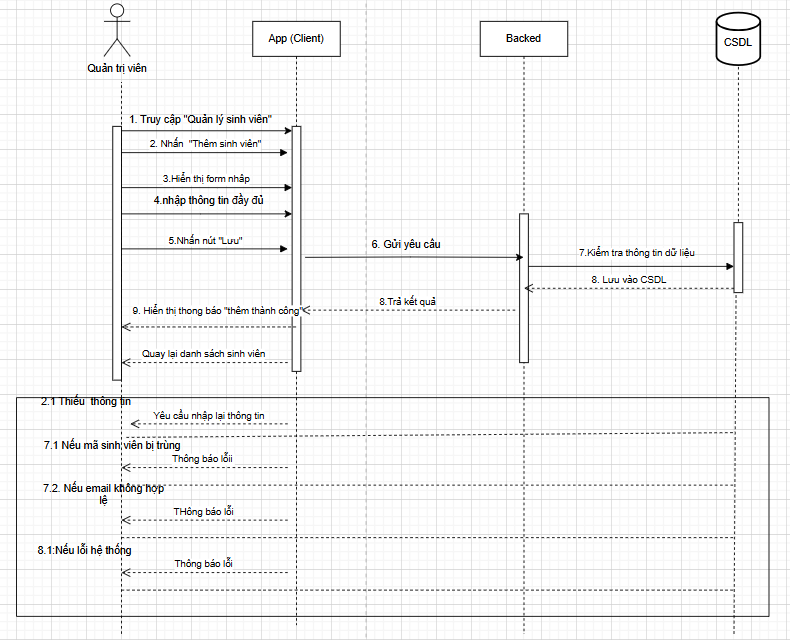 App (Client)
Backed
CSDL
Quản trị viên
1. Truy cập "Quản lý sinh viên"
2. Nhấn "Thêm sinh viên"
3.Hiển thị form nhập
4.nhập thông tin đầy đủ
5.Nhấn nút "Lưu"
6. Gửi yêu cầu
7.Kiểm tra thông tin dữ liệu
8. Lưu vào CSDL
8.Trả kết quả
9. Hiển thị thong báo "thêm thành công"
Quay lại danh sách sinh viên
2.1 Thiếu thông tin
Yêu cầu nhập lại thông tin
7.1 Nếu mã sinh viên bị trùng
Thông báo lỗii
7.2. Nếu email không hợp
lệ
THông báo lỗi
8.1:Nếu lỗi hệ thống
Thông báo lỗi